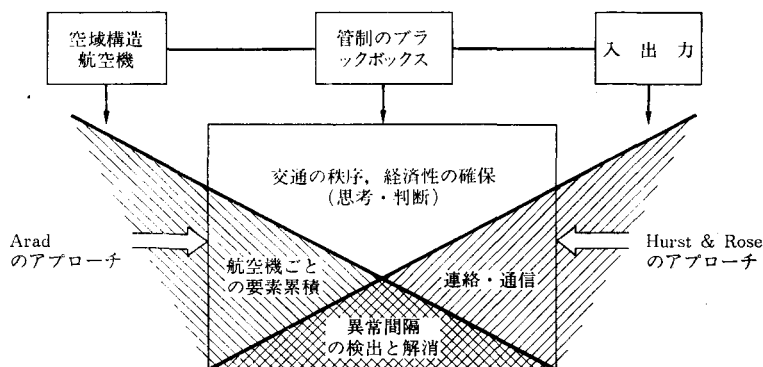 空域構造
航空機
管制のブラ
ックボックス
入 出 力
交通の秩序,経済性の確保
(思考・判断)
Arad
のアプローチ
Hurst & Rose
のアプローチ
航空機ごと
の要素累積
連絡・通信
異常間隔
の検出と解消